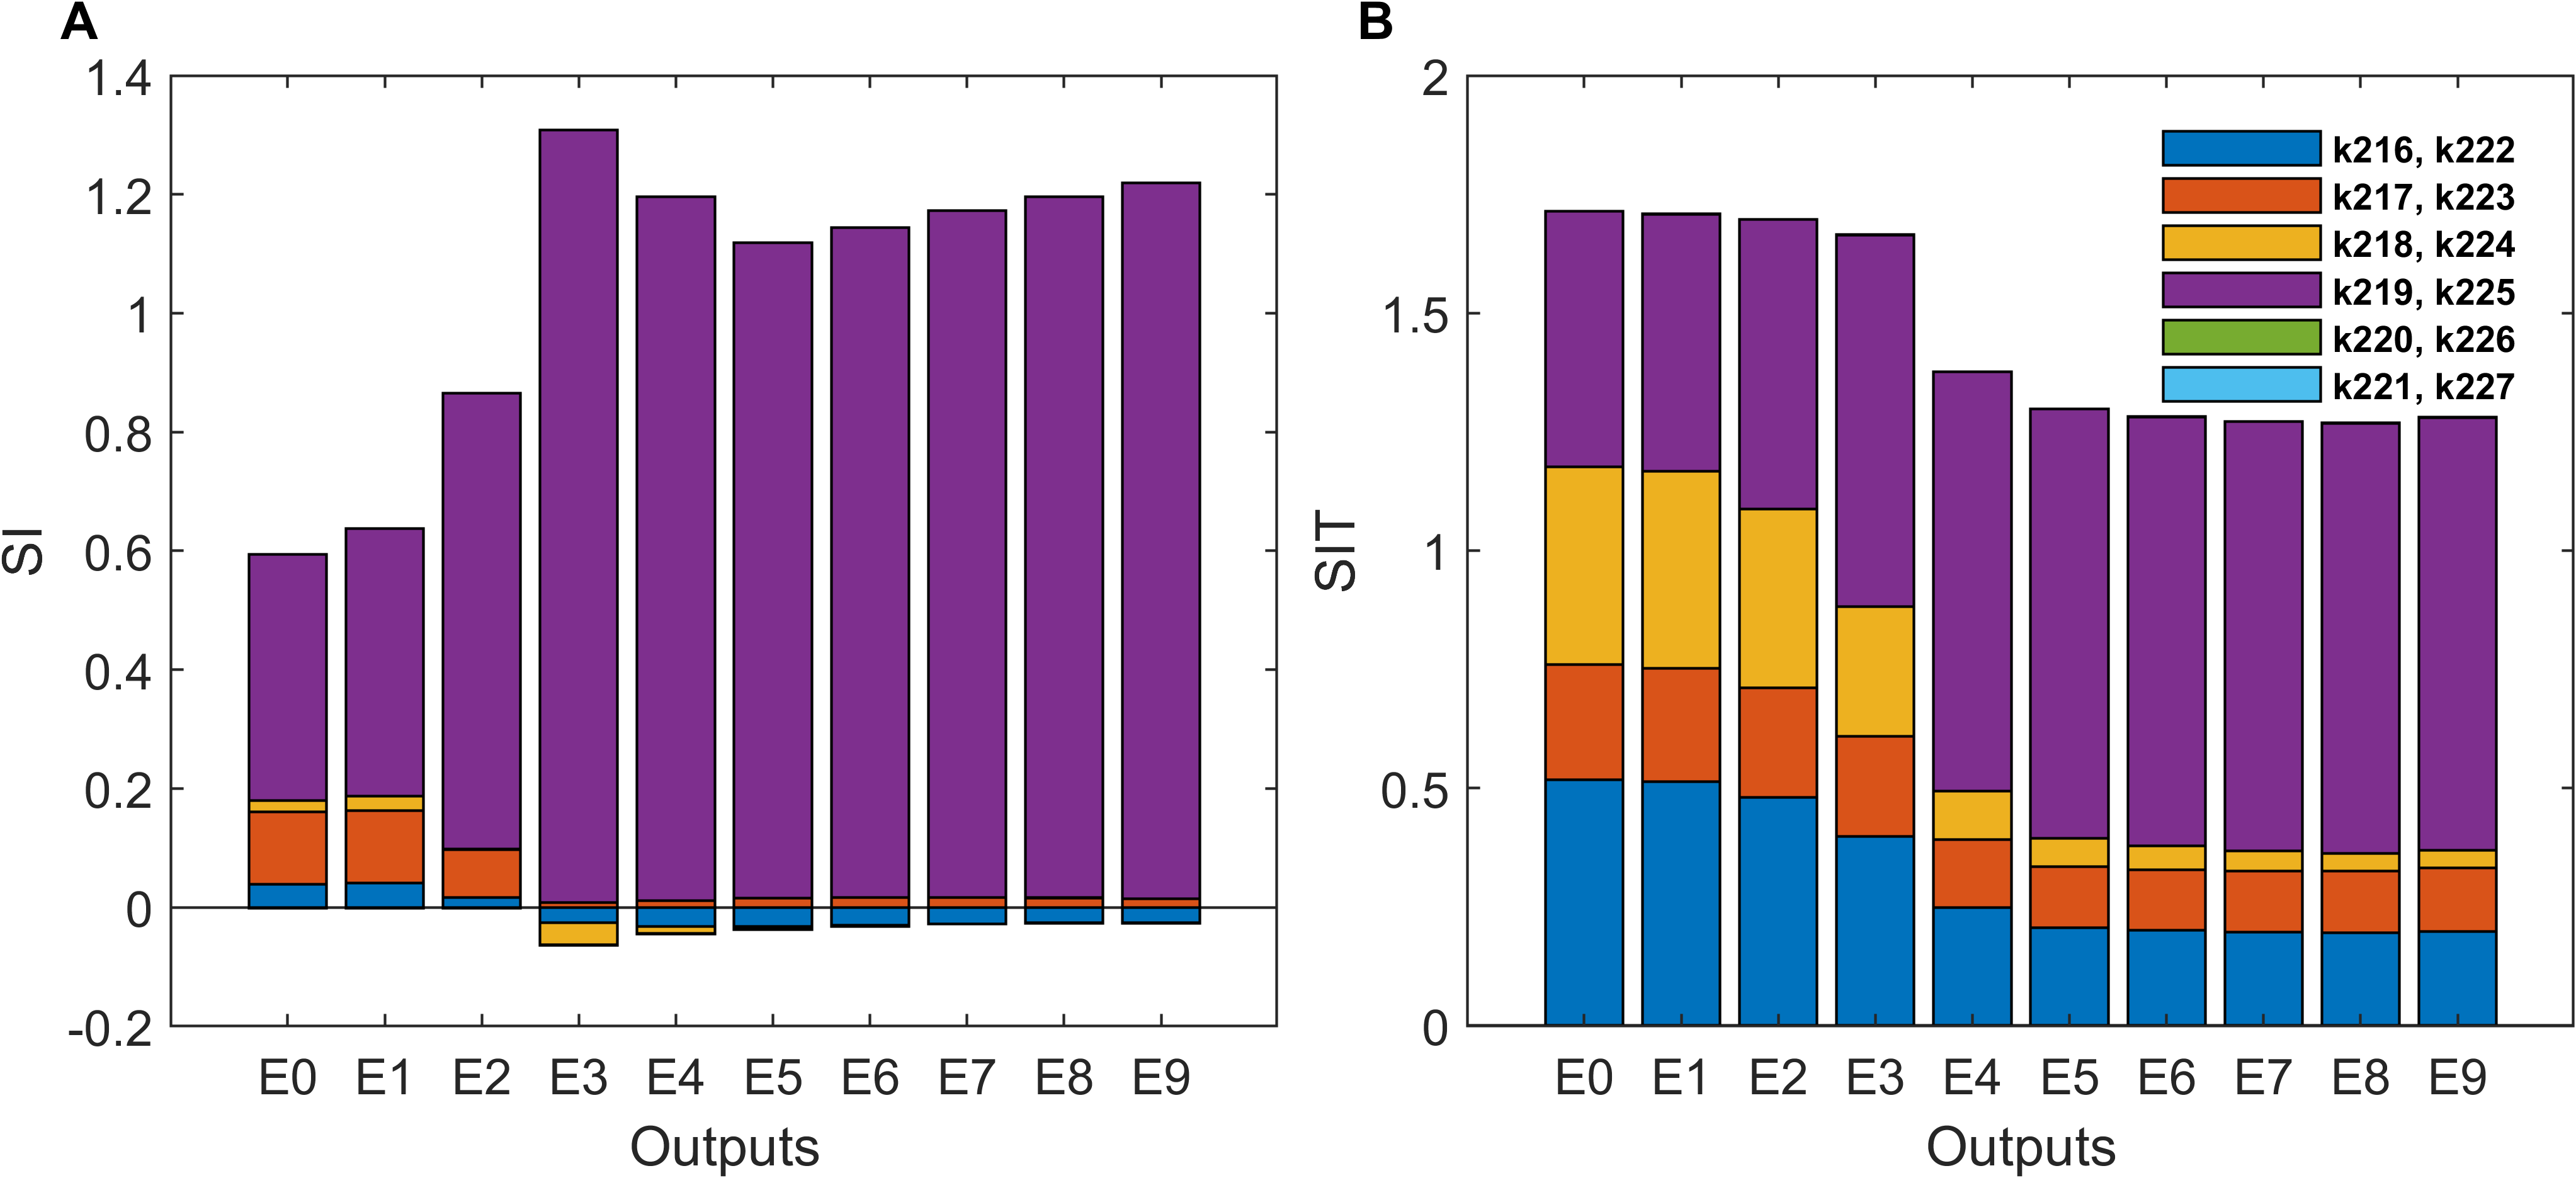 A
1.4
1.2
1
0.8
0.6
0.4
0.2
0
-0.2
SI
E0 E1 E2 E3 E4 E5 E6 E7 E8 E9
Outputs
B
2
1.5
1
0.5
0
SIT
k216, k222
k217, k223
k218, k224
k219, k225
k220, k226
k221, k227
E0 E1 E2 E3 E4 E5 E6 E7 E8 E9
Outputs